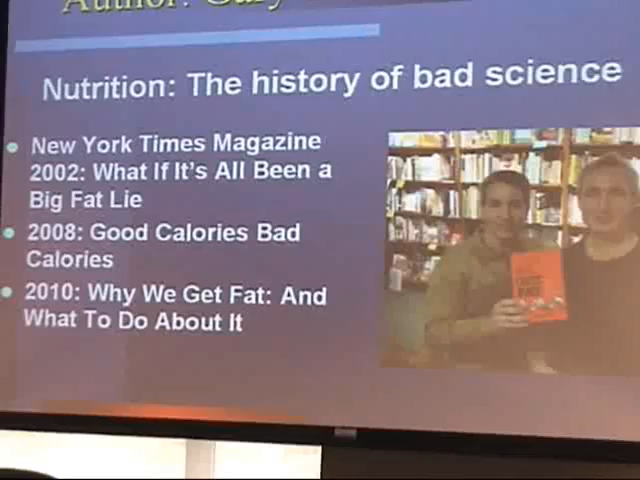 Author: Gary
Nutrition: The history of bad science
New York Times Magazine
2002: What If It's All Been a
Big Fat Lie
2008: Good Calories Bad
Calories
2010: Why We Get Fat: And
What To Do About It